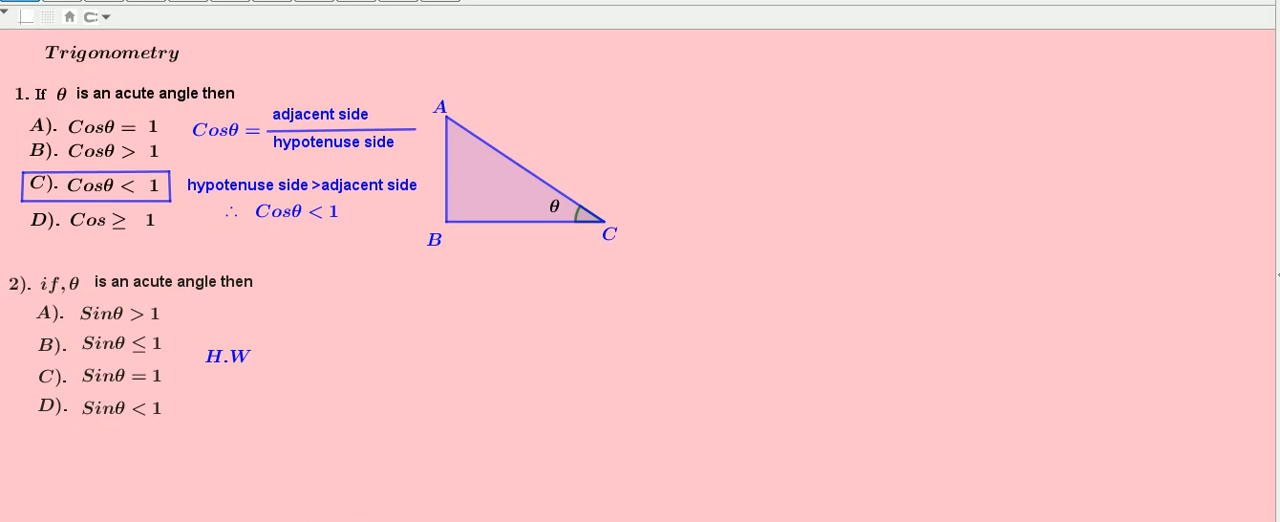 Trigonometry
1. If θ is an acute angle then
A). Cosθ = 1
B). Cosθ > 1
C). Cosθ < 1
D). Cos ≥ 1
Cosθ = adjacent side
hypotenuse side
hypotenuse side >adjacent side
∴ Cosθ < 1
A
θ
B
C
2). if,θ is an acute angle then
A). Sinθ > 1
B). Sinθ ≤ 1
C). Sinθ = 1
D). Sinθ < 1
H.W